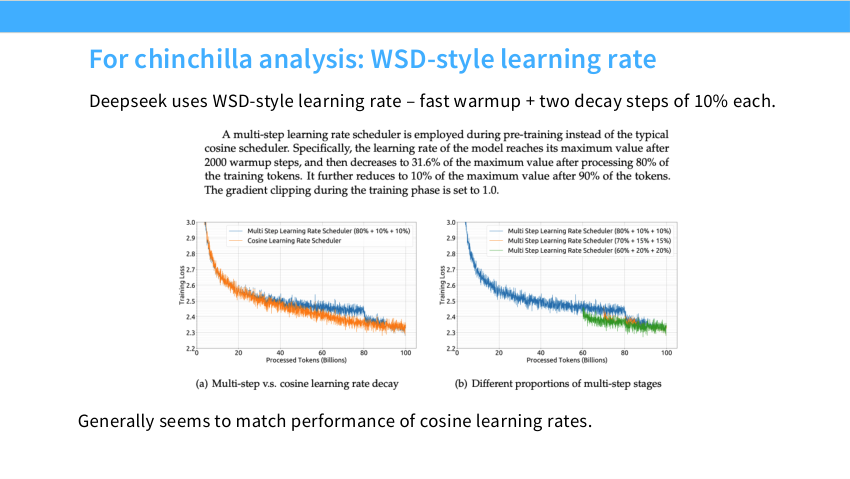 For chinchilla analysis: WSD-style learning rate
Deepseek uses WSD-style learning rate – fast warmup + two decay steps of 10% each.
A multi-step learning rate scheduler is employed during pre-training instead of the typical
cosine scheduler. Specifically, the learning rate of the model reaches its maximum value after
2000 warmup steps, and then decreases to 31.6% of the maximum value after processing 80% of
the training tokens. It further reduces to 10% of the maximum value after 90% of the tokens.
The gradient clipping during the training phase is set to 1.0.
Training Loss
3.0
2.9
2.8
2.7
2.6
2.5
2.4
2.3
2.2
Multi Step Learning Rate Scheduler (80% + 10% + 10%)
Cosine Learning Rate Scheduler
0 20 40 60 80 100
Processed Tokens (Billions)
(a) Multi-step v.s. cosine learning rate decay
Training Loss
3.0
2.9
2.8
2.7
2.6
2.5
2.4
2.3
2.2
Multi Step Learning Rate Scheduler (80% + 10% + 10%)
Multi Step Learning Rate Scheduler (70% + 15% + 15%)
Multi Step Learning Rate Scheduler (60% + 20% + 20%)
0 20 40 60 80 100
Processed Tokens (Billions)
(b) Different proportions of multi-step stages
Generally seems to match performance of cosine learning rates.